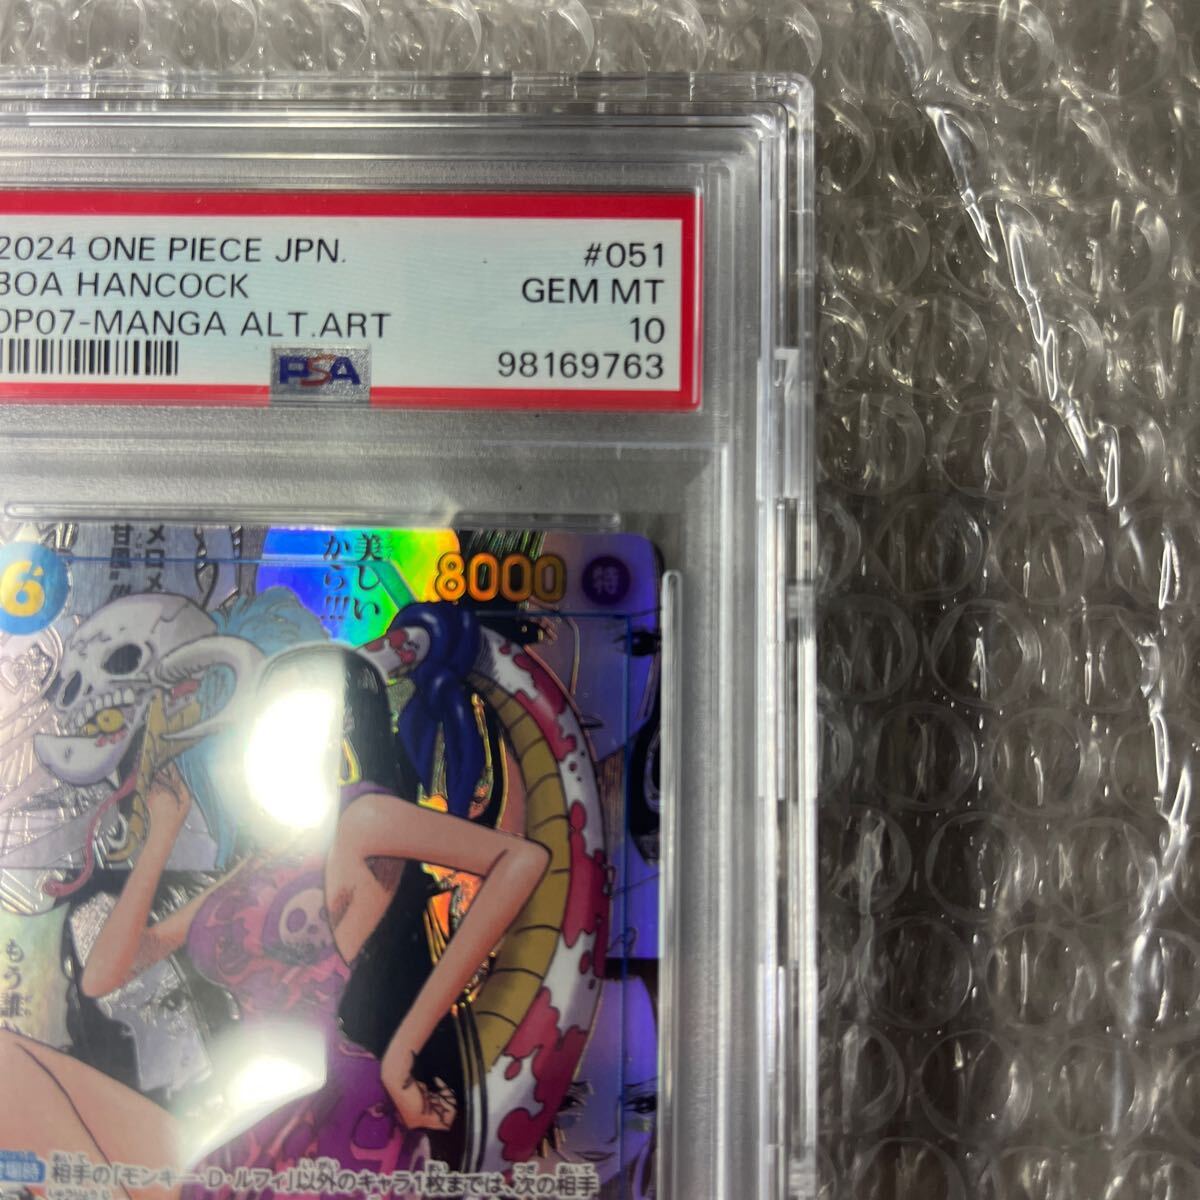 2024 ONE PIECE JPN. #051
BOA HANCOCK GEM MT
OP07-MANGA ALT.ART 10
PSA 98169763
メロメ
甘風
美しい
から!!!
6
8000
特
もう誰
登場時 相手の「モンキー・D・ルフィ」以外のキャラ1枚までは、次の相手